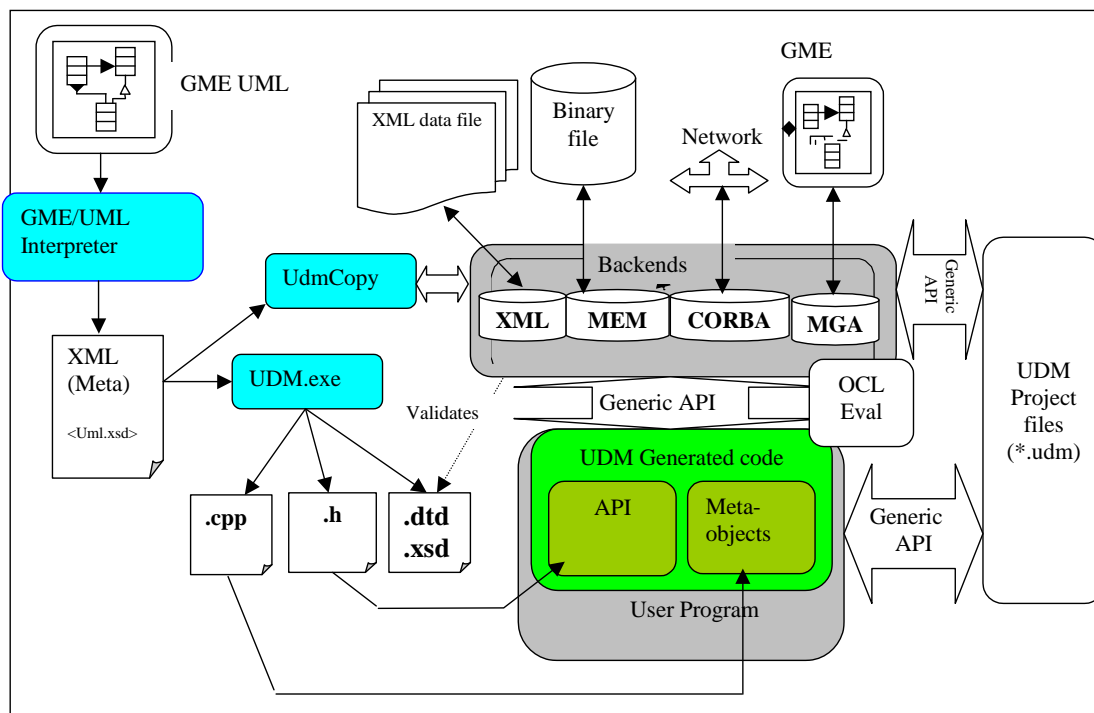 GME UML
GME
XML data file
Binary
file
Network
GME/UML
Interpreter
UdmCopy
Backends
XML
MEM
CORBA
MGA
Generic
API
XML
(Meta)
<Uml.xsd>
UDM.exe
Validates
Generic API
OCL
Eval
UDM
Project
files
(*.udm)
UDM Generated code
.cpp
.h
.dtd
.xsd
API
Meta-
objects
Generic
API
User Program